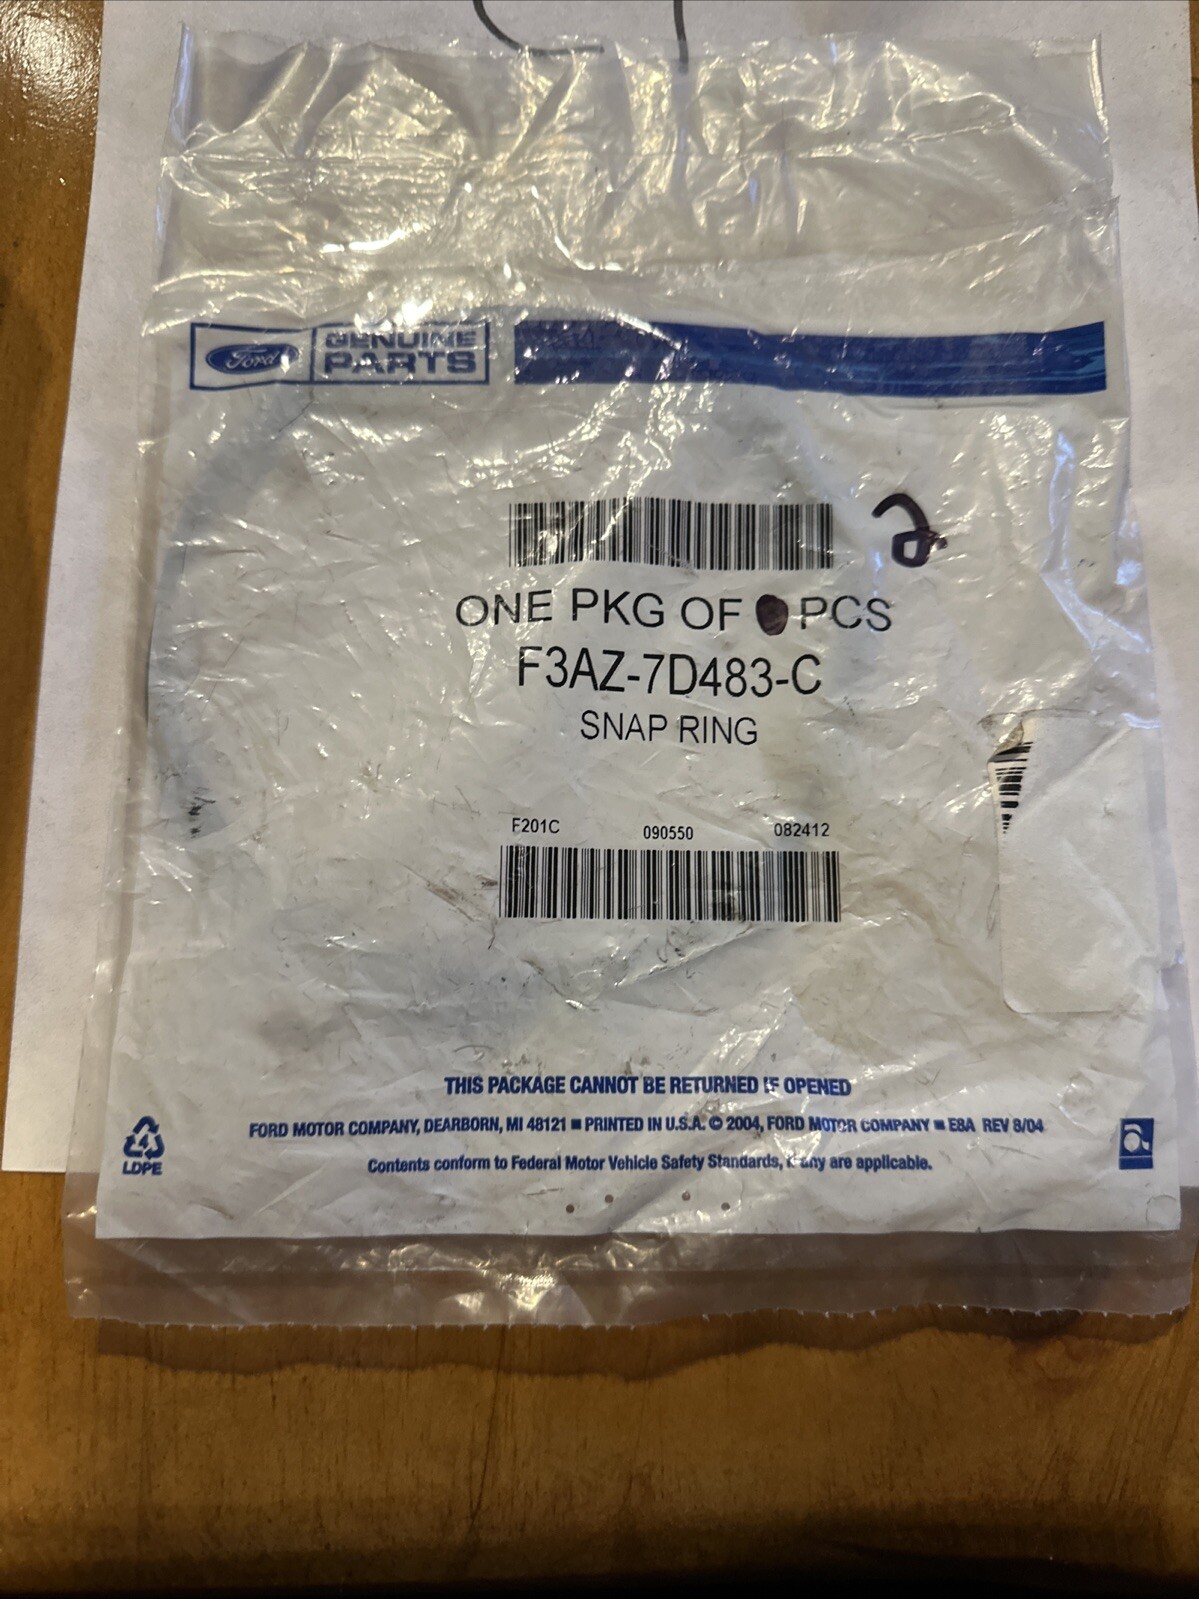 Ford GENUINE
PARTS
2
ONE PKG OF PCS
F3AZ-7D483-C
SNAP RING
F201C 090550 082412
THIS PACKAGE CANNOT BE RETURNED IF OPENED
FORD MOTOR COMPANY, DEARBORN, MI 48121 ■ PRINTED IN U.S.A. © 2004, FORD MOTOR COMPANY ■ E8A REV 8/04
4
LDPE
Contents conform to Federal Motor Vehicle Safety Standards, if any are applicable.